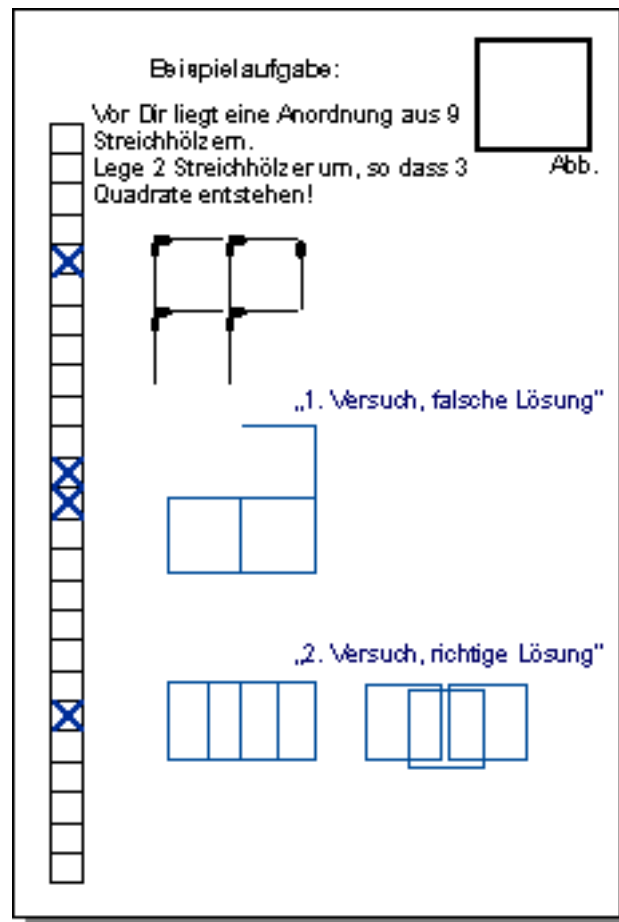 Beispielaufgabe:
Vor Dir liegt eine Anordnung aus 9
Streichhölzern.
Lege 2 Streichhölzer um, so dass 3
Abb.
Quadrate entstehen!
„1. Versuch, falsche Lösung"
„2. Versuch, richtige Lösung"